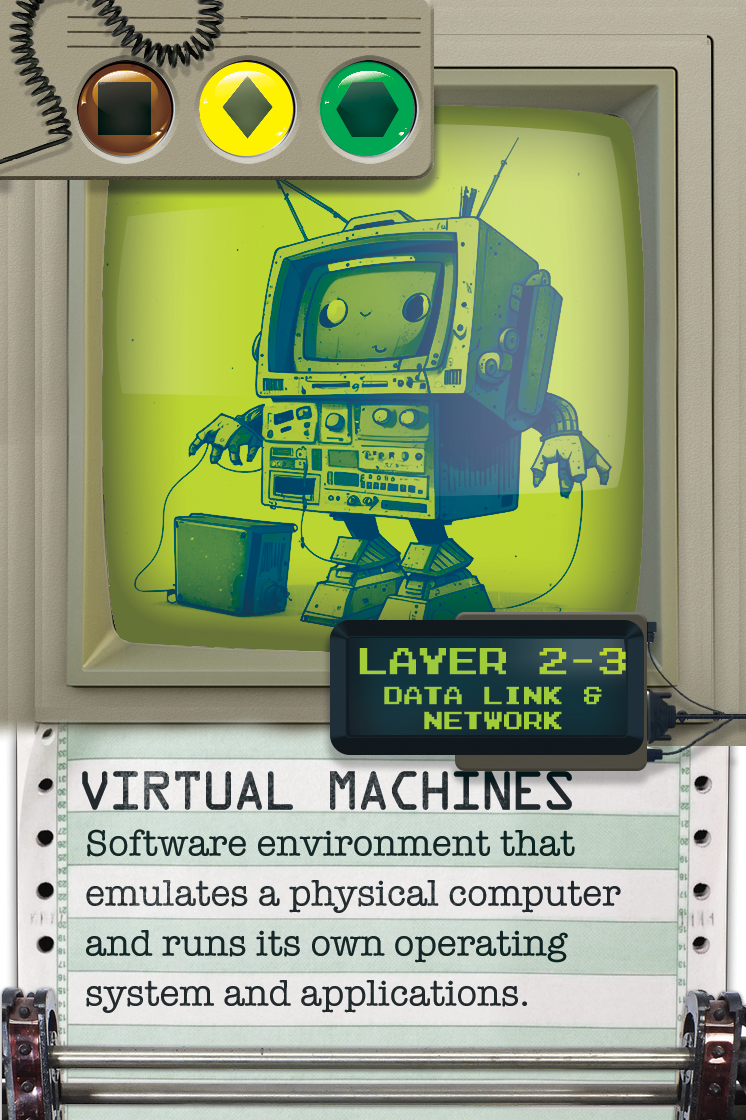 LAYER 2-3
DATA LINK &
NETWORK
VIRTUAL MACHINES
Software environment that
emulates a physical computer
and runs its own operating
system and applications.